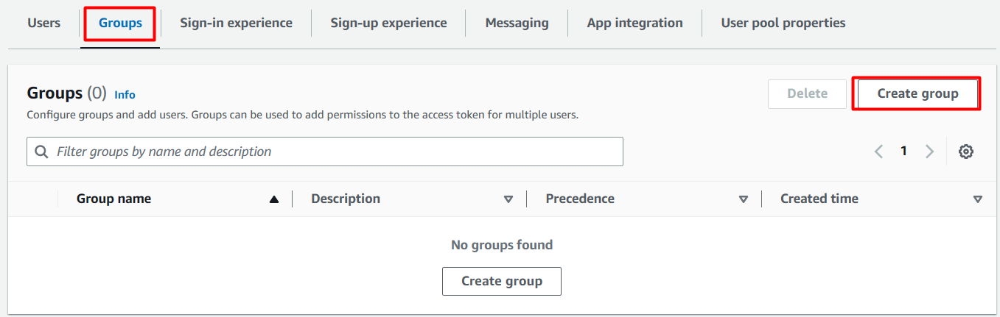 Users Groups Sign-in experience Sign-up experience Messaging App integration User pool properties
Groups (0) Info
Delete Create group
Configure groups and add users. Groups can be used to add permissions to the access token for multiple users.
Filter groups by name and description
1
Group name Description Precedence Created time
No groups found
Create group